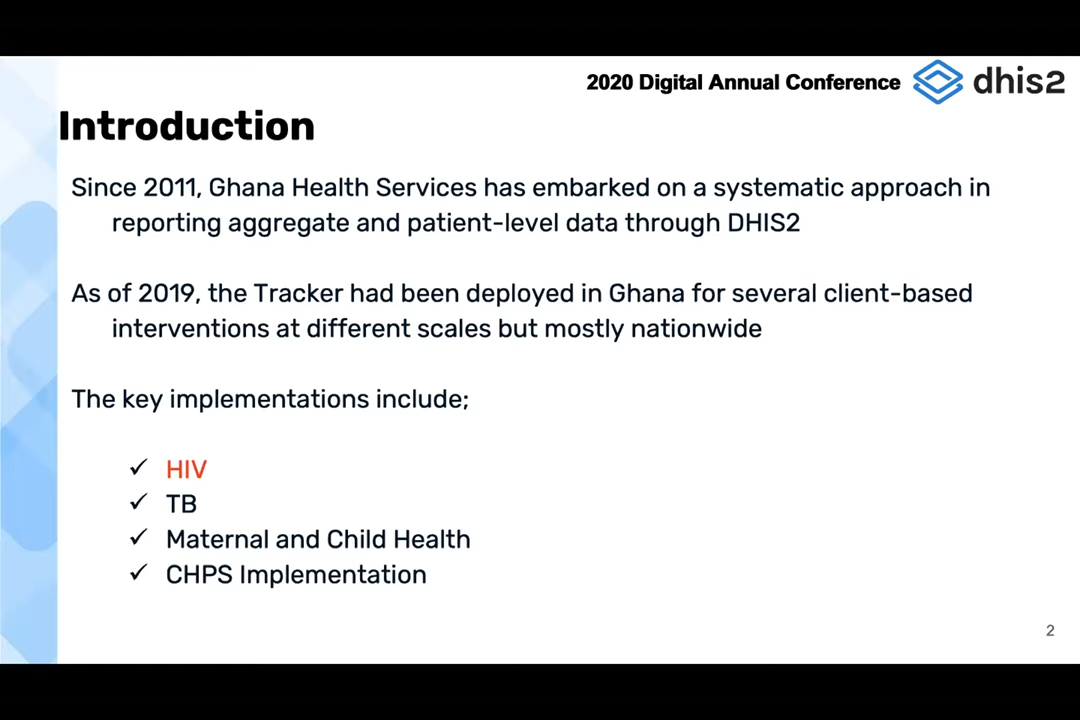 2020 Digital Annual Conference
dhis2
Introduction
Since 2011, Ghana Health Services has embarked on a systematic approach in
reporting aggregate and patient-level data through DHIS2
As of 2019, the Tracker had been deployed in Ghana for several client-based
interventions at different scales but mostly nationwide
The key implementations include;
✓ HIV
✓ TB
✓ Maternal and Child Health
✓ CHPS Implementation
2